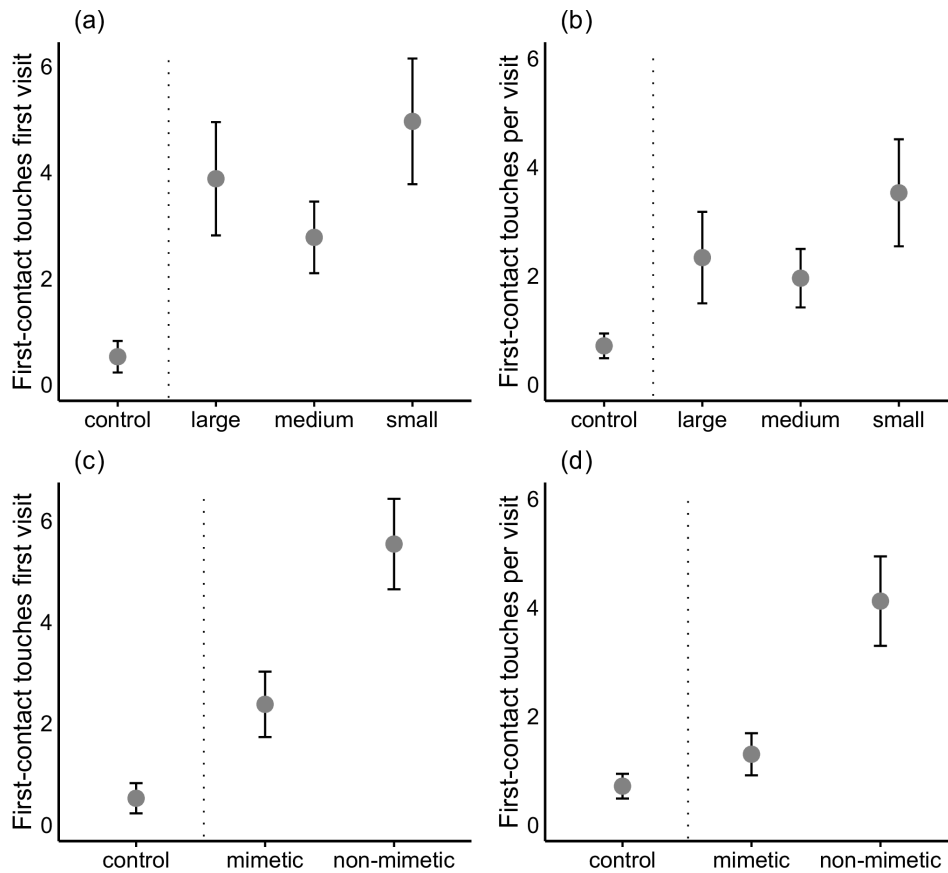 (a)
First-contact touches first visit
6
4
2
0
control large medium small
(b)
First-contact touches per visit
6
4
2
0
control large medium small
(c)
First-contact touches first visit
6
4
2
0
control mimetic non-mimetic
(d)
First-contact touches per visit
6
4
2
0
control mimetic non-mimetic